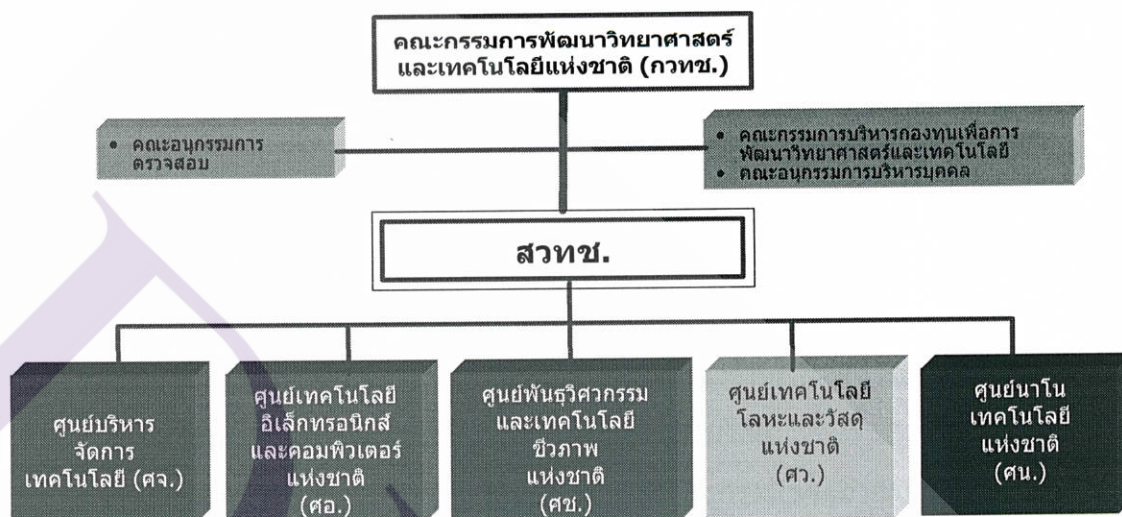 คณะกรรมการพัฒนาวิทยาศาสตร์
และเทคโนโลยีแห่งชาติ (กวทช.)
• คณะอนุกรรมการ
ตรวจสอบ
• คณะกรรมการบริหารกองทุนเพื่อการ
พัฒนาวิทยาศาสตร์และเทคโนโลยี
• คณะอนุกรรมการบริหารบุคคล
สวทช.
ศูนย์บริหาร
จัดการ
เทคโนโลยี (ศจ.)
ศูนย์เทคโนโลยี
อิเล็กทรอนิกส์
และคอมพิวเตอร์
แห่งชาติ
(ศอ.)
ศูนย์พันธุวิศวกรรม
และเทคโนโลยี
ชีวภาพ
แห่งชาติ
(ศช.)
ศูนย์เทคโนโลยี
โลหะและวัสดุ
แห่งชาติ
(ศว.)
ศูนย์นาโน
เทคโนโลยี
แห่งชาติ
(ศน.)